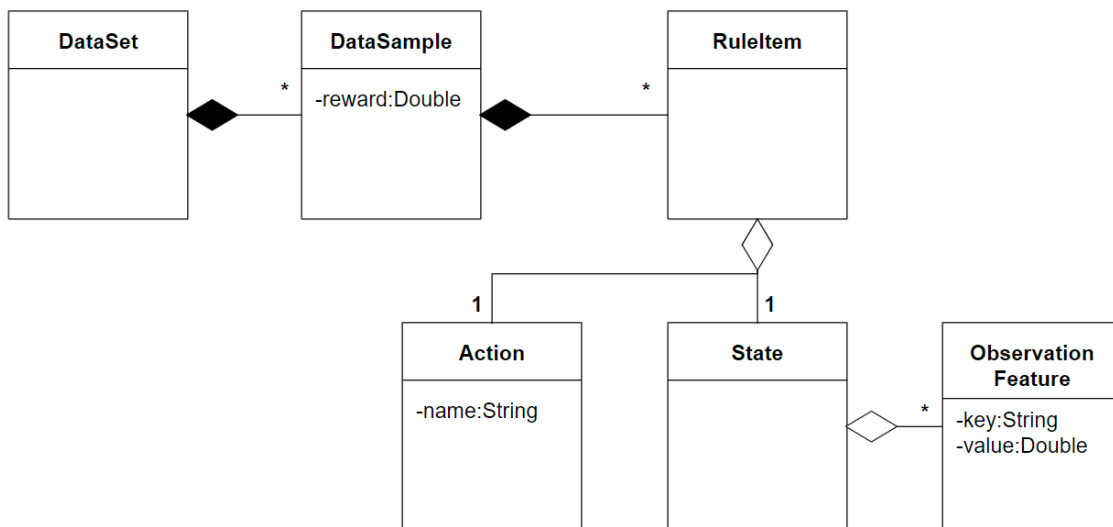 DataSet
DataSample
RuleItem
*
*
-reward:Double
1
1
Action
State
Observation
Feature
-name:String
*
-key:String
-value:Double